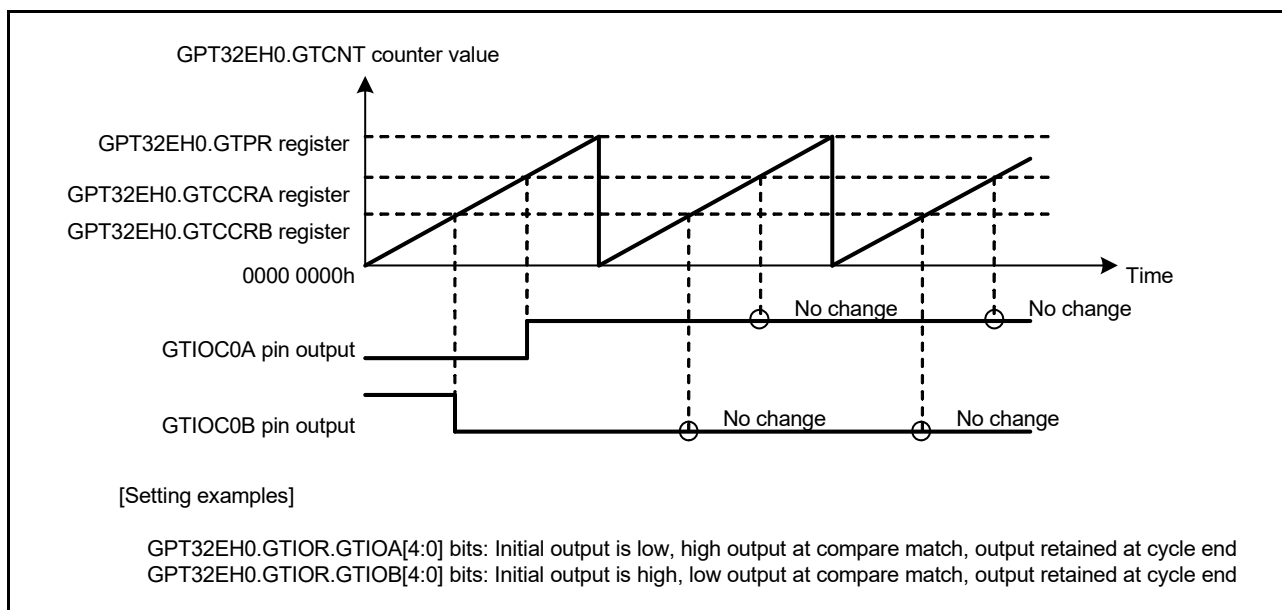 GPT32EH0.GTCNT counter value
GPT32EH0.GTPR register
GPT32EH0.GTCCRA register
GPT32EH0.GTCCRB register
0000 0000h
Time
No change
No change
GTIOC0A pin output
No change
No change
GTIOC0B pin output
[Setting examples]
GPT32EH0.GTIOR.GTIOA[4:0] bits: Initial output is low, high output at compare match, output retained at cycle end
GPT32EH0.GTIOR.GTIOB[4:0] bits: Initial output is high, low output at compare match, output retained at cycle end